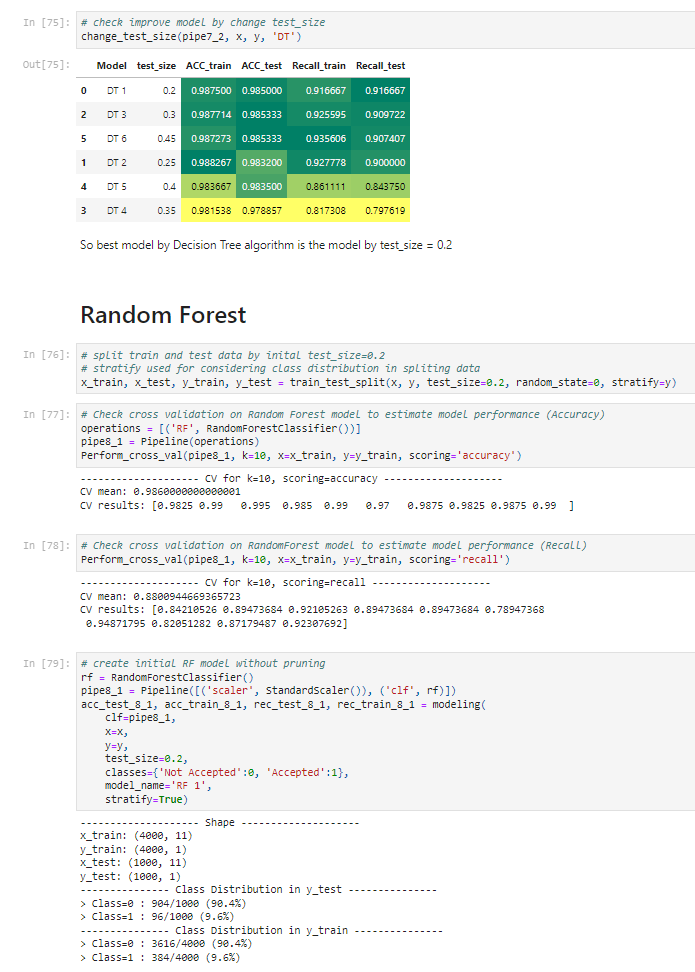 In [75]: # check improve model by change test_size
change_test_size(pipe7_2, x, y, 'DT')
Out[75]: Model test_size ACC_train ACC_test Recall_train Recall_test
0 DT 1 0.2 0.987500 0.985000 0.916667 0.916667
2 DT 3 0.3 0.987714 0.985333 0.925595 0.909722
5 DT 6 0.45 0.987273 0.985333 0.935606 0.907407
1 DT 2 0.25 0.988267 0.983200 0.927778 0.900000
4 DT 5 0.4 0.983667 0.983500 0.861111 0.843750
3 DT 4 0.35 0.981538 0.978857 0.817308 0.797619
So best model by Decision Tree algorithm is the model by test_size = 0.2
Random Forest
In [76]: # split train and test data by inital test_size=0.2
# stratify used for considering class distribution in spliting data
x_train, x_test, y_train, y_test = train_test_split(x, y, test_size=0.2, random_state=0, stratify=y)
In [77]: # Check cross validation on Random Forest model to estimate model performance (Accuracy)
operations = [('RF', RandomForestClassifier())]
pipe8_1 = Pipeline(operations)
Perform_cross_val(pipe8_1, k=10, x=x_train, y=y_train, scoring='accuracy')
-------------------- CV for k=10, scoring=accuracy --------------------
CV mean: 0.9860000000000001
CV results: [0.9825 0.99   0.995  0.985  0.99   0.97   0.9875 0.9825 0.9875 0.99  ]
In [78]: # Check cross validation on RandomForest model to estimate model performance (Recall)
Perform_cross_val(pipe8_1, k=10, x=x_train, y=y_train, scoring='recall')
-------------------- CV for k=10, scoring=recall --------------------
CV mean: 0.8800944669365723
CV results: [0.84210526 0.89473684 0.92105263 0.89473684 0.89473684 0.78947368
0.94871795 0.82051282 0.87179487 0.92307692]
In [79]: # create initial RF model without pruning
rf = RandomForestClassifier()
pipe8_1 = Pipeline([('scaler', StandardScaler()), ('clf', rf)])
acc_test_8_1, acc_train_8_1, rec_test_8_1, rec_train_8_1 = modeling(
clf=pipe8_1,
x=x,
y=y,
test_size=0.2,
classes={'Not Accepted':0, 'Accepted':1},
model_name='RF 1',
stratify=True)
-------------------- Shape --------------------
x_train: (4000, 11)
y_train: (4000, 1)
x_test: (1000, 11)
y_test: (1000, 1)
--------------- Class Distribution in y_test ---------------
> Class=0 : 904/1000 (90.4%)
> Class=1 : 96/1000 (9.6%)
--------------- Class Distribution in y_train ---------------
> Class=0 : 3616/4000 (90.4%)
> Class=1 : 384/4000 (9.6%)